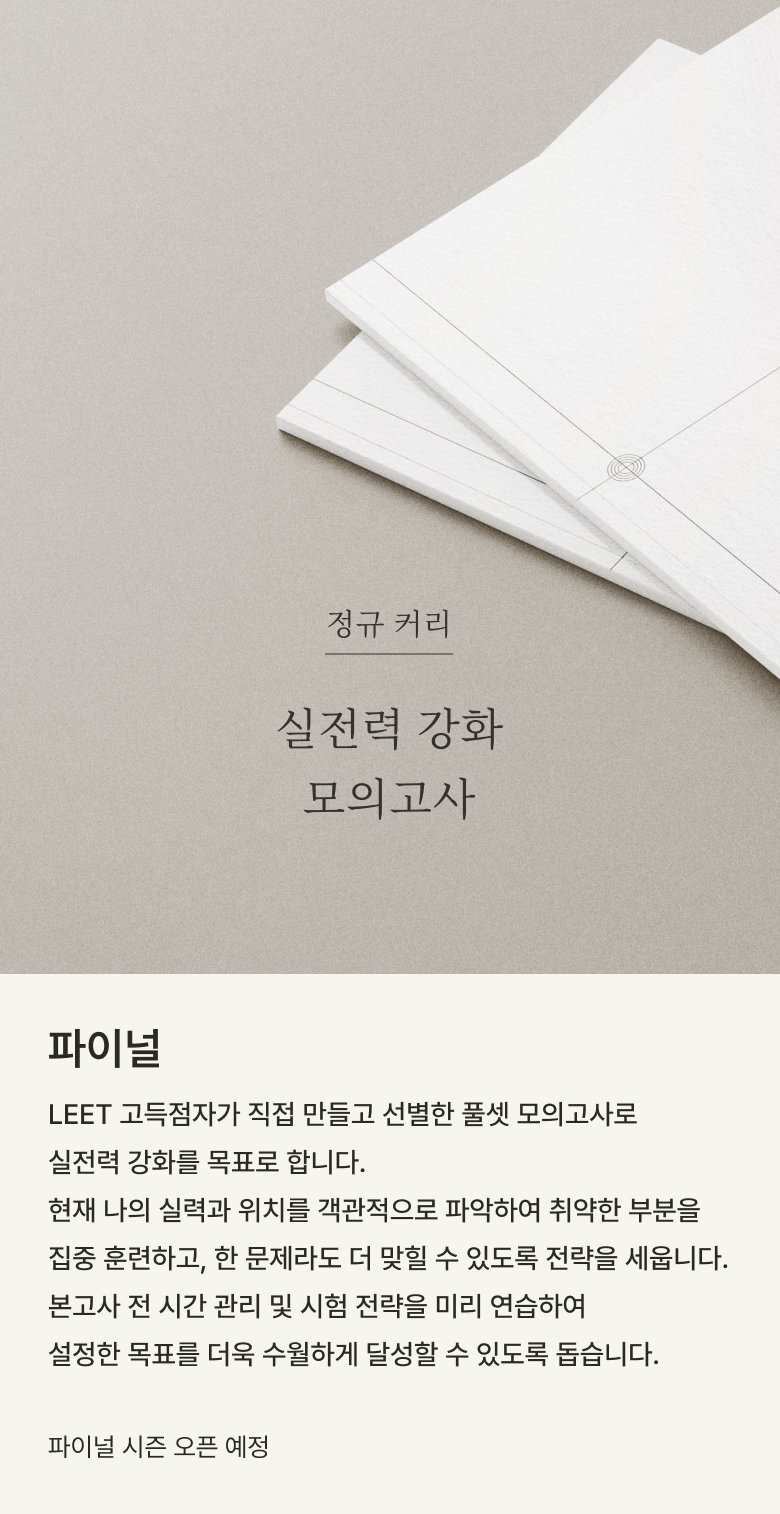 정규 커리
실전력 강화
모의고사
파이널
LEET 고득점자가 직접 만들고 선별한 풀셋 모의고사로
실전력 강화를 목표로 합니다.
현재 나의 실력과 위치를 객관적으로 파악하여 취약한 부분을
집중 훈련하고, 한 문제라도 더 맞힐 수 있도록 전략을 세웁니다.
본고사 전 시간 관리 및 시험 전략을 미리 연습하여
설정한 목표를 더욱 수월하게 달성할 수 있도록 돕습니다.
파이널 시즌 오픈 예정